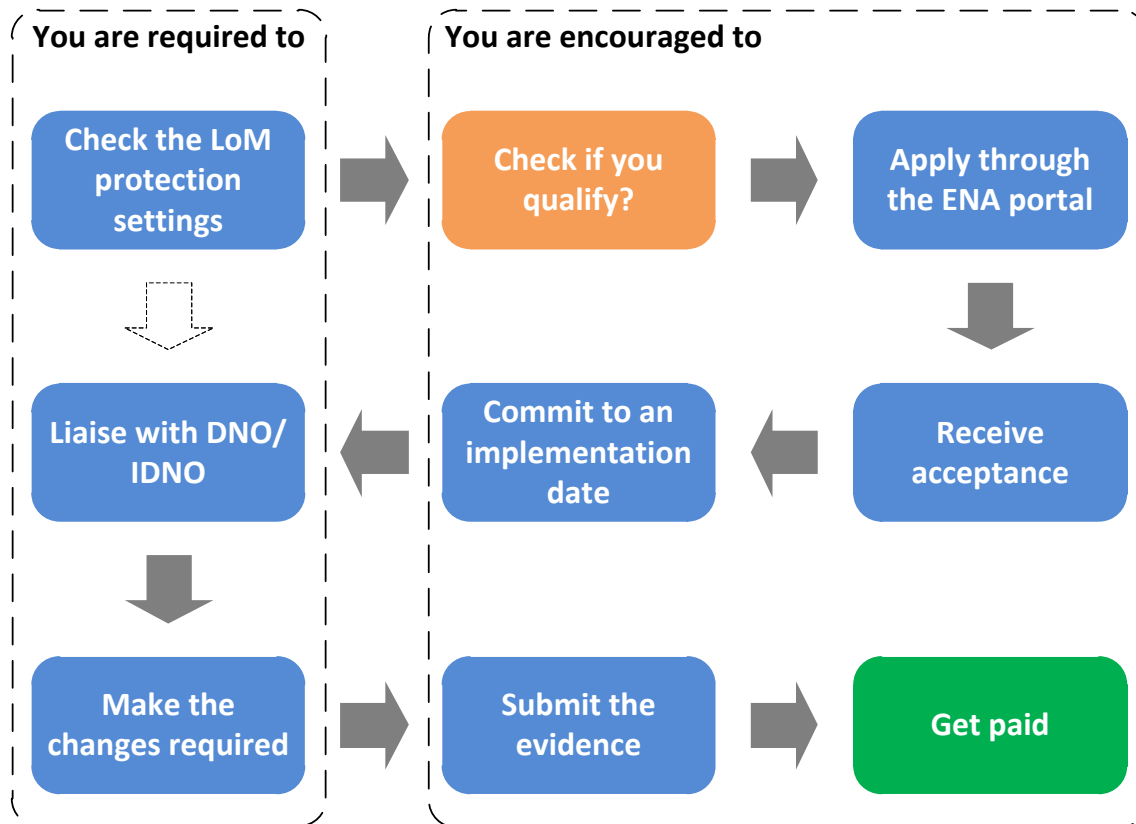 You are required to
You are encouraged to
Check the LoM
protection
settings
Check if you
qualify?
Apply through
the ENA portal
Liaise with DNO/
IDNO
Commit to an
implementation
date
Receive
acceptance
Make the
changes required
Submit the
evidence
Get paid